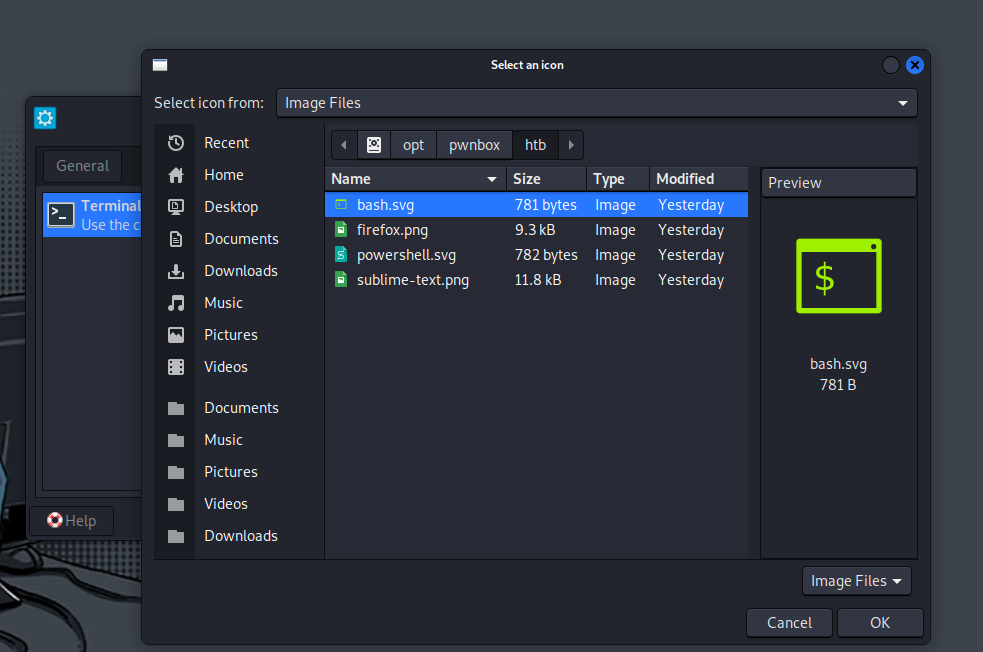 Select an icon
Select icon from: Image Files
General
Terminal
Use the c
Help
Recent
Home
Desktop
Documents
Downloads
Music
Pictures
Videos
Documents
Music
Pictures
Videos
Downloads
opt pwnbox htb
Name Size Type Modified
bash.svg 781 bytes Image Yesterday
firefox.png 9.3 kB Image Yesterday
powershell.svg 782 bytes Image Yesterday
sublime-text.png 11.8 kB Image Yesterday
Preview
$
bash.svg
781 B
Image Files
Cancel OK